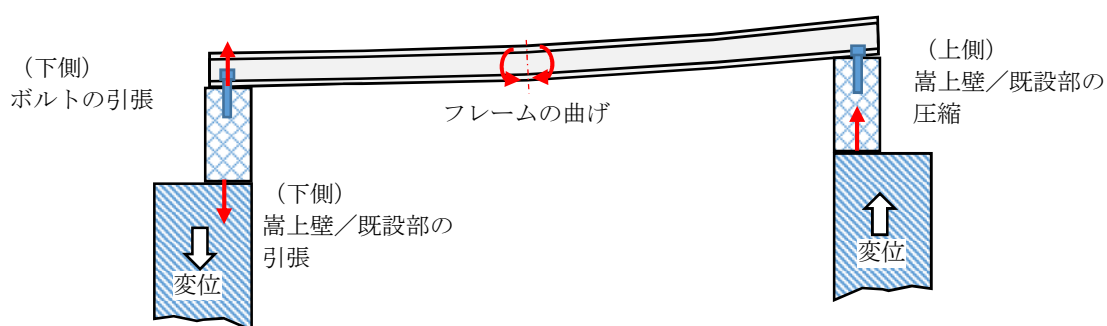 （下側）
ボルトの引張
フレームの曲げ
（上側）
嵩上壁／既設部の
圧縮
（下側）
嵩上壁／既設部の
引張
変位
変位